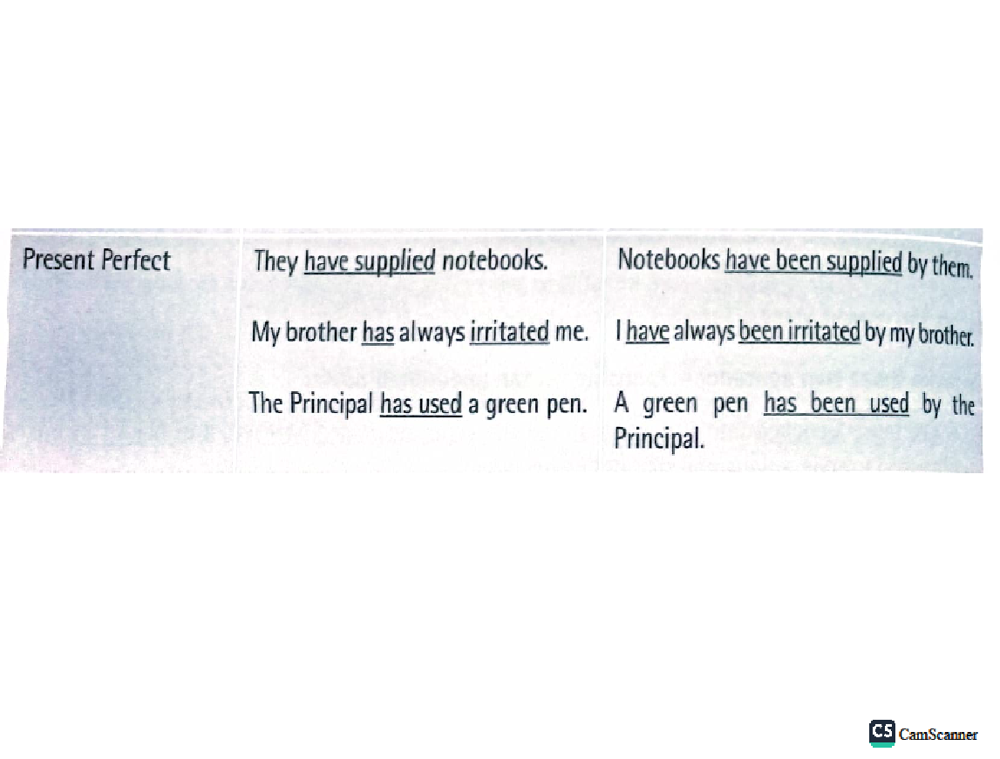 Present Perfect
They have supplied notebooks.
Notebooks have been supplied by them.
My brother has always irritated me.
I have always been irritated by my brother.
The Principal has used a green pen.
A green pen has been used by the
Principal.
CS CamScanner